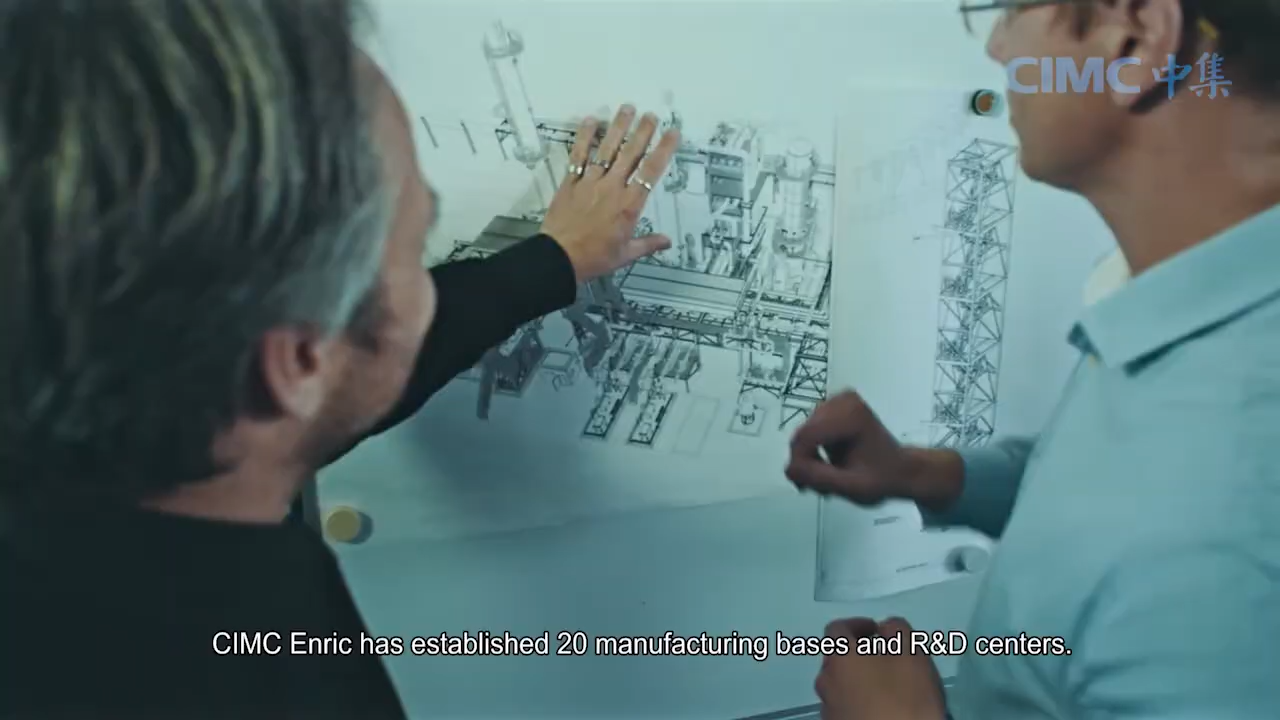 CIMC 中集
CIMC Enric has established 20 manufacturing bases and R&D centers.